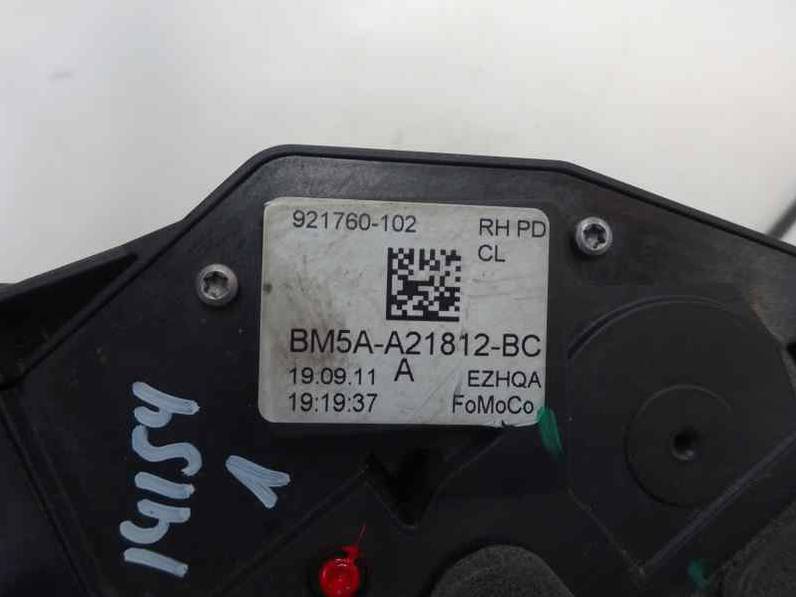 921760-102 RH PD
CL
BM5A-A21812-BC
19.09.11 A EZHQA
19:19:37 FoMoCo
14154
1